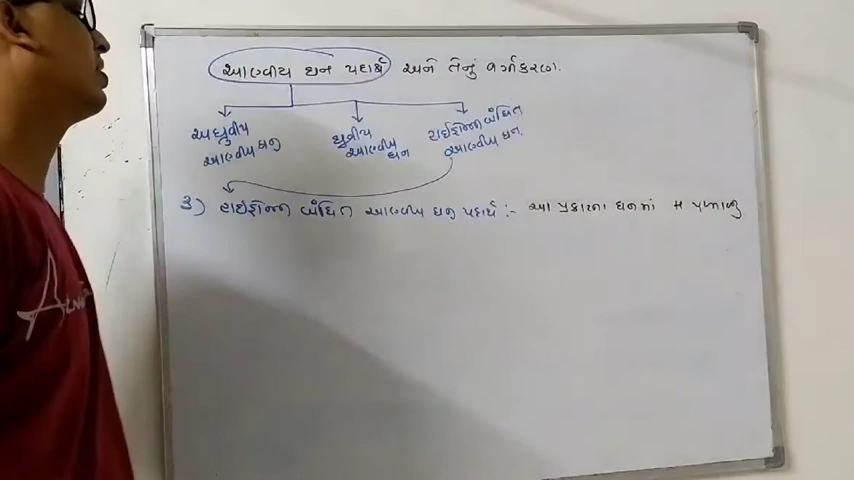 આણ્વીય ઘન પદાર્થ અને તેનું વર્ગીકરણ.
અધ્રુવીય આણ્વીય ઘન
ધ્રુવીય આણ્વીય ઘન
હાઈડ્રોજન બંધિત આણ્વીય ઘન.
૩) હાઈડ્રોજન બંધિત આણ્વીય ઘન પદાર્થ :- આ પ્રકારના ઘનમાં H પરમાણુ